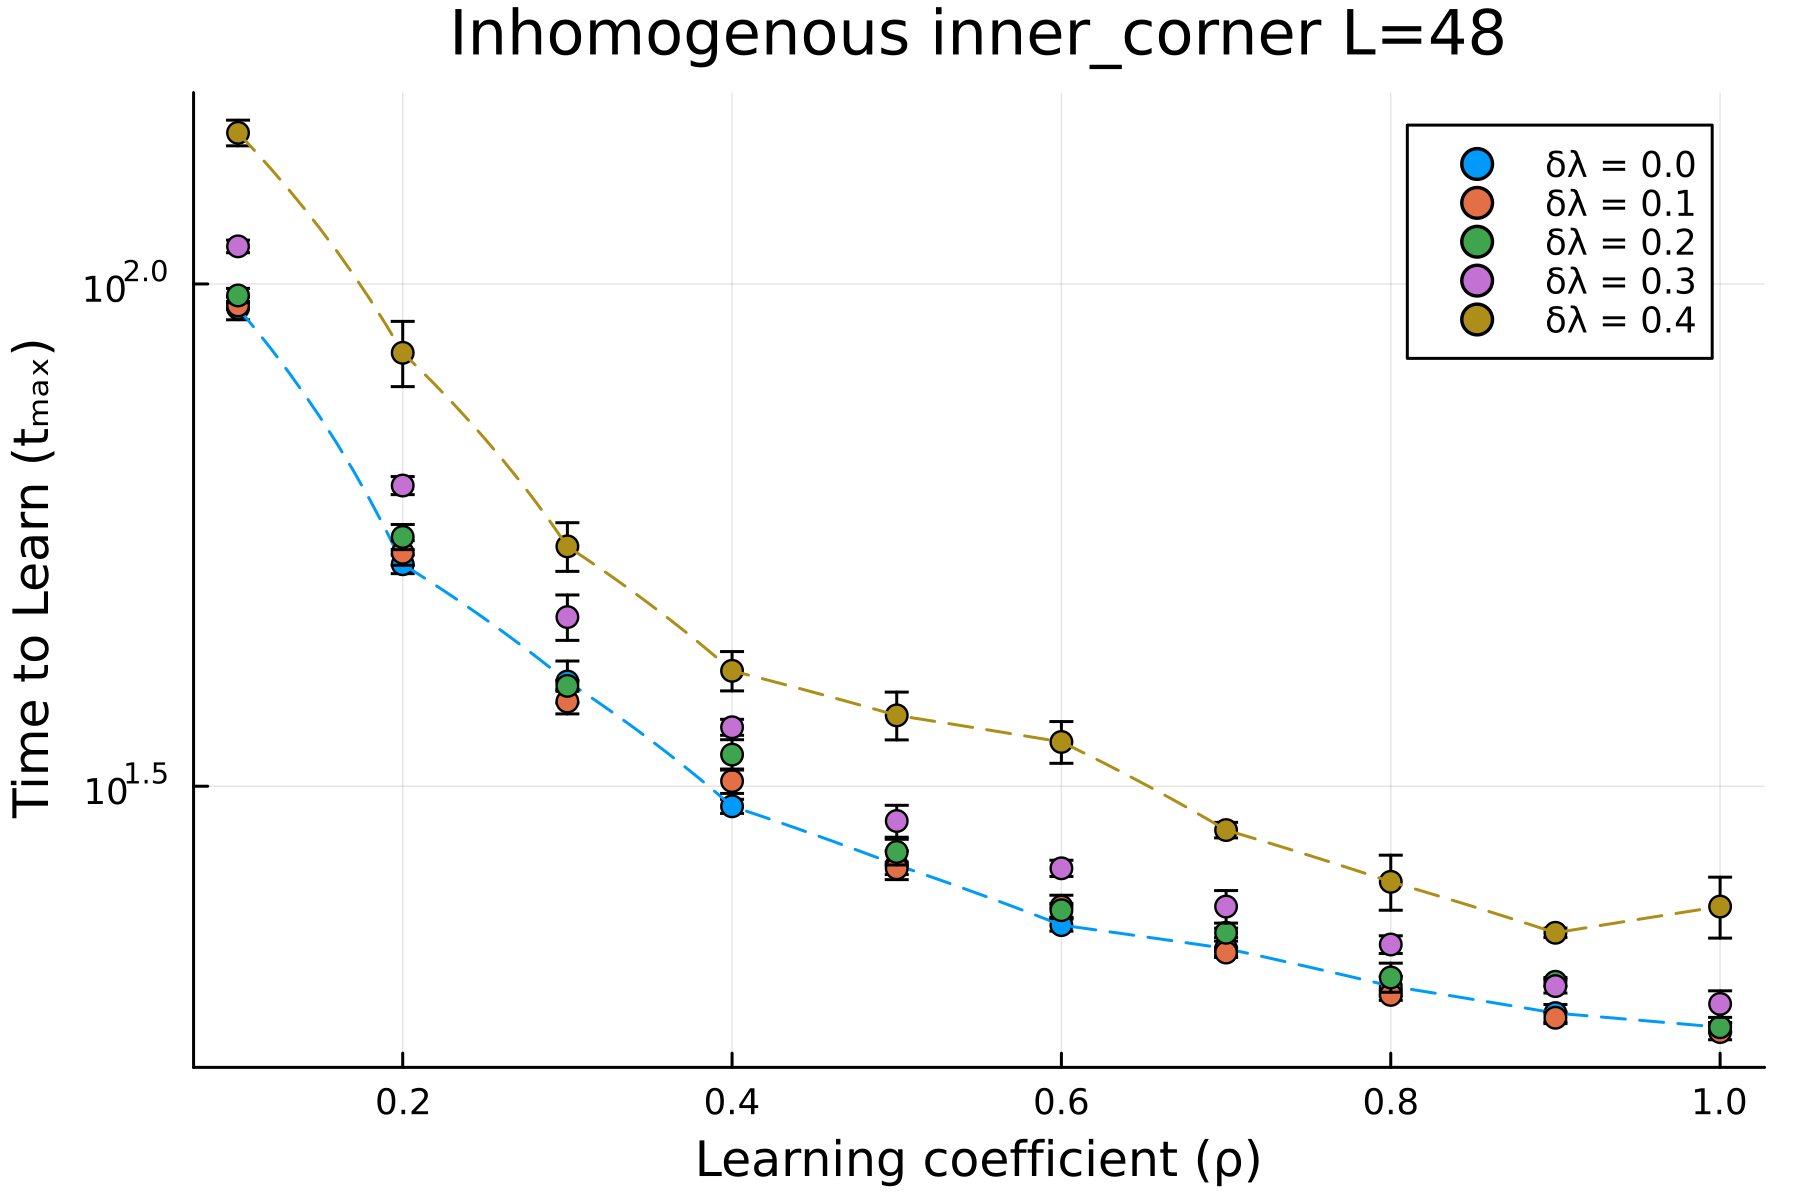 Inhomogenous inner_corner L=48
δλ = 0.0
δλ = 0.1
δλ = 0.2
δλ = 0.3
δλ = 0.4
10^2.0
10^1.5
Time to Learn (tₘₐₓ)
0.2 0.4 0.6 0.8 1.0
Learning coefficient (ρ)